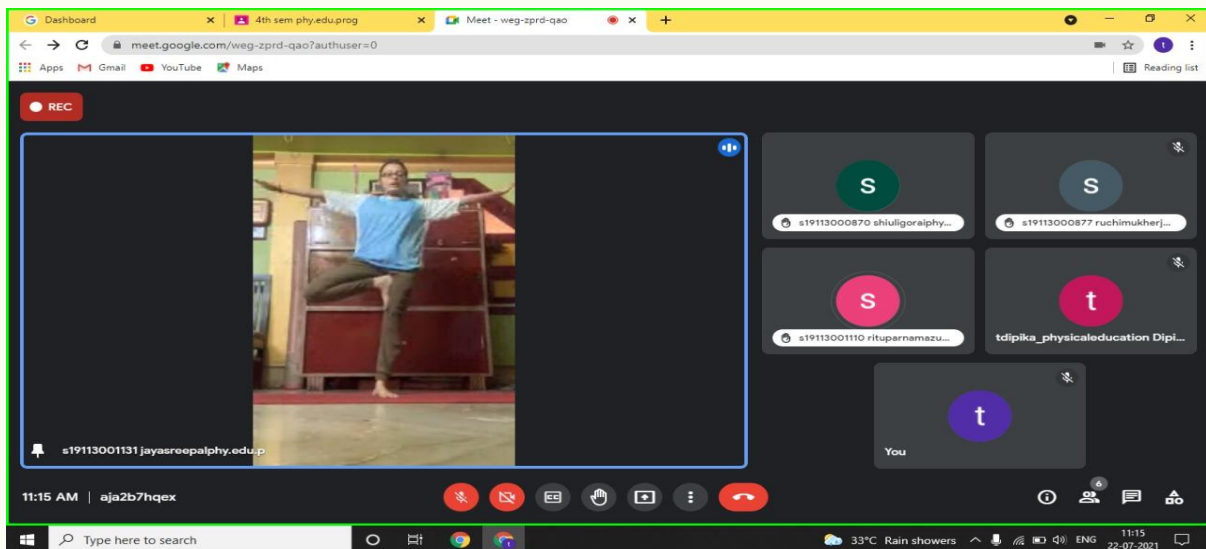 Dashboard 4th sem phy.edu.prog Meet - weg-zprd-qao
meet.google.com/weg-zprd-qao?authuser=0 t
Apps Gmail YouTube Maps Reading list
REC
s
s19113000870 shiuligoraiphy...
s
s19113000877 ruchimukherj...
s
s19113001110 rituparnamazu...
t
tdipika_physicaleducation Dipi...
t
You
s19113001131 jayasreepalphy.edu.p
11:15 AM | aja2b7hqex CC 6
Type here to search 33°C Rain showers ENG 11:15
22-07-2021